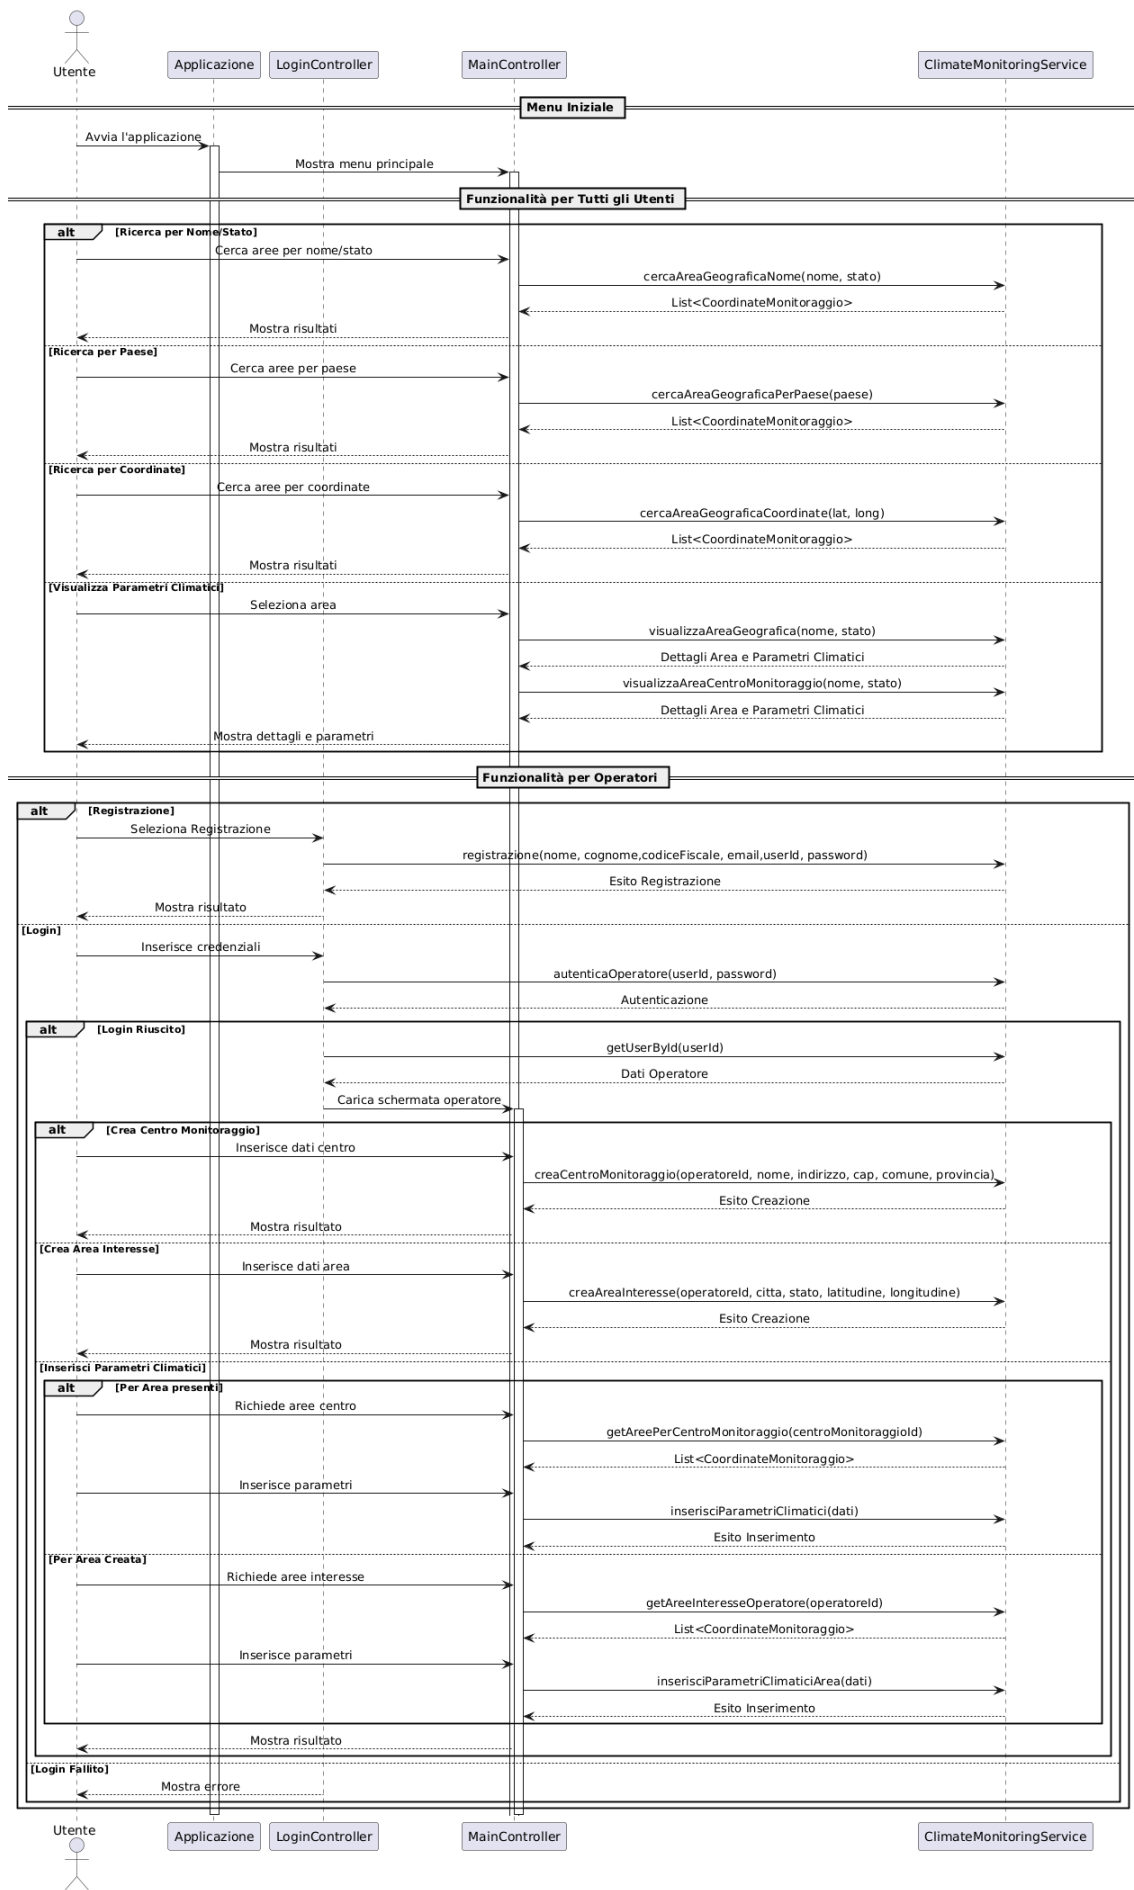 Utente
Applicazione
LoginController
MainController
ClimateMonitoringService
Menu Iniziale
Avvia l'applicazione
Mostra menu principale
Funzionalità per Tutti gli Utenti
alt [Ricerca per Nome/Stato]
Cerca aree per nome/stato
cercaAreaGeograficaNome(nome, stato)
List<CoordinateMonitoraggio>
Mostra risultati
[Ricerca per Paese]
Cerca aree per paese
cercaAreaGeograficaPerPaese(paese)
List<CoordinateMonitoraggio>
Mostra risultati
[Ricerca per Coordinate]
Cerca aree per coordinate
cercaAreaGeograficaCoordinate(lat, long)
List<CoordinateMonitoraggio>
Mostra risultati
[Visualizza Parametri Climatici]
Seleziona area
visualizzaAreaGeografica(nome, stato)
Dettagli Area e Parametri Climatici
visualizzaAreaCentroMonitoraggio(nome, stato)
Dettagli Area e Parametri Climatici
Mostra dettagli e parametri
Funzionalità per Operatori
alt [Registrazione]
Seleziona Registrazione
registrazione(nome, cognome,codiceFiscale, email,userId, password)
Esito Registrazione
Mostra risultato
[Login]
Inserisce credenziali
autenticaOperatore(userId, password)
Autenticazione
alt [Login Riuscito]
getUserById(userId)
Dati Operatore
Carica schermata operatore
alt [Crea Centro Monitoraggio]
Inserisce dati centro
creaCentroMonitoraggio(operatoreId, nome, indirizzo, cap, comune, provincia)
Esito Creazione
Mostra risultato
[Crea Area Interesse]
Inserisce dati area
creaAreaInteresse(operatoreId, citta, stato, latitudine, longitudine)
Esito Creazione
Mostra risultato
[Inserisci Parametri Climatici]
alt [Per Area presenti]
Richiede aree centro
getAreePerCentroMonitoraggio(centroMonitoraggioId)
List<CoordinateMonitoraggio>
Inserisce parametri
inserisciParametriClimatici(dati)
Esito Inserimento
[Per Area Creata]
Richiede aree interesse
getAreeInteresseOperatore(operatoreId)
List<CoordinateMonitoraggio>
Inserisce parametri
inserisciParametriClimaticiArea(dati)
Esito Inserimento
Mostra risultato
[Login Fallito]
Mostra errore
Utente
Applicazione
LoginController
MainController
ClimateMonitoringService